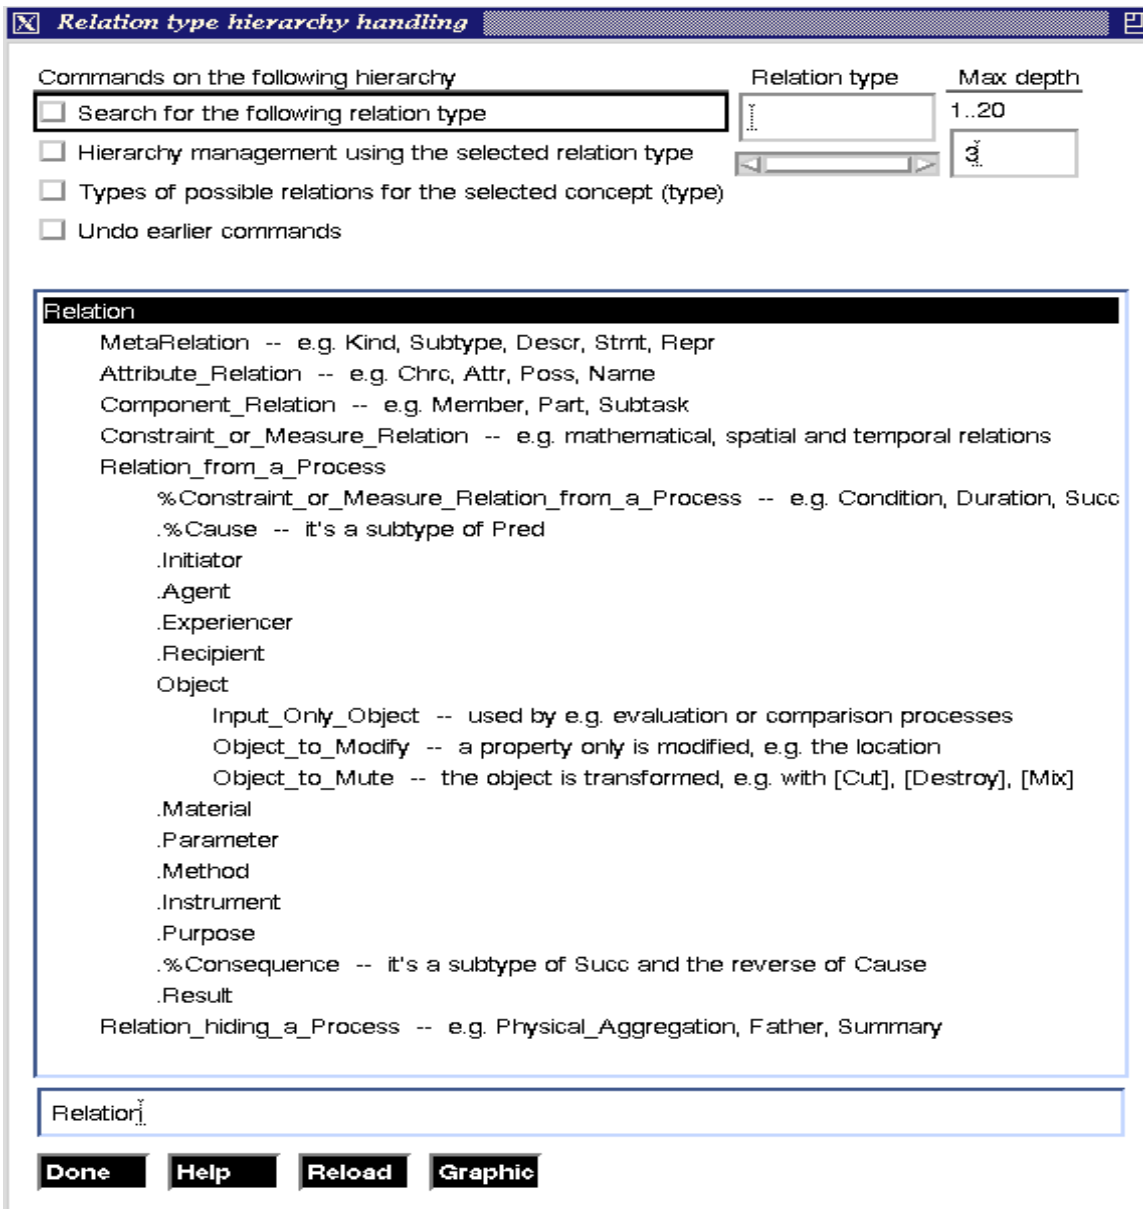 Relation type hierarchy handling
Commands on the following hierarchy Relation type Max depth
Search for the following relation type 1..20
Hierarchy management using the selected relation type 3
Types of possible relations for the selected concept (type)
Undo earlier commands
Relation
MetaRelation -- e.g. Kind, Subtype, Descr, Stmt, Repr
Attribute_Relation -- e.g. Chrc, Attr, Poss, Name
Component_Relation -- e.g. Member, Part, Subtask
Constraint_or_Measure_Relation -- e.g. mathematical, spatial and temporal relations
Relation_from_a_Process
%Constraint_or_Measure_Relation_from_a_Process -- e.g. Condition, Duration, Succ
.%Cause -- it's a subtype of Pred
.Initiator
.Agent
.Experiencer
.Recipient
Object
Input_Only_Object -- used by e.g. evaluation or comparison processes
Object_to_Modify -- a property only is modified, e.g. the location
Object_to_Mute -- the object is transformed, e.g. with [Cut], [Destroy], [Mix]
.Material
.Parameter
.Method
.Instrument
.Purpose
.%Consequence -- it's a subtype of Succ and the reverse of Cause
.Result
Relation_hiding_a_Process -- e.g. Physical_Aggregation, Father, Summary
Relation
Done Help Reload Graphic